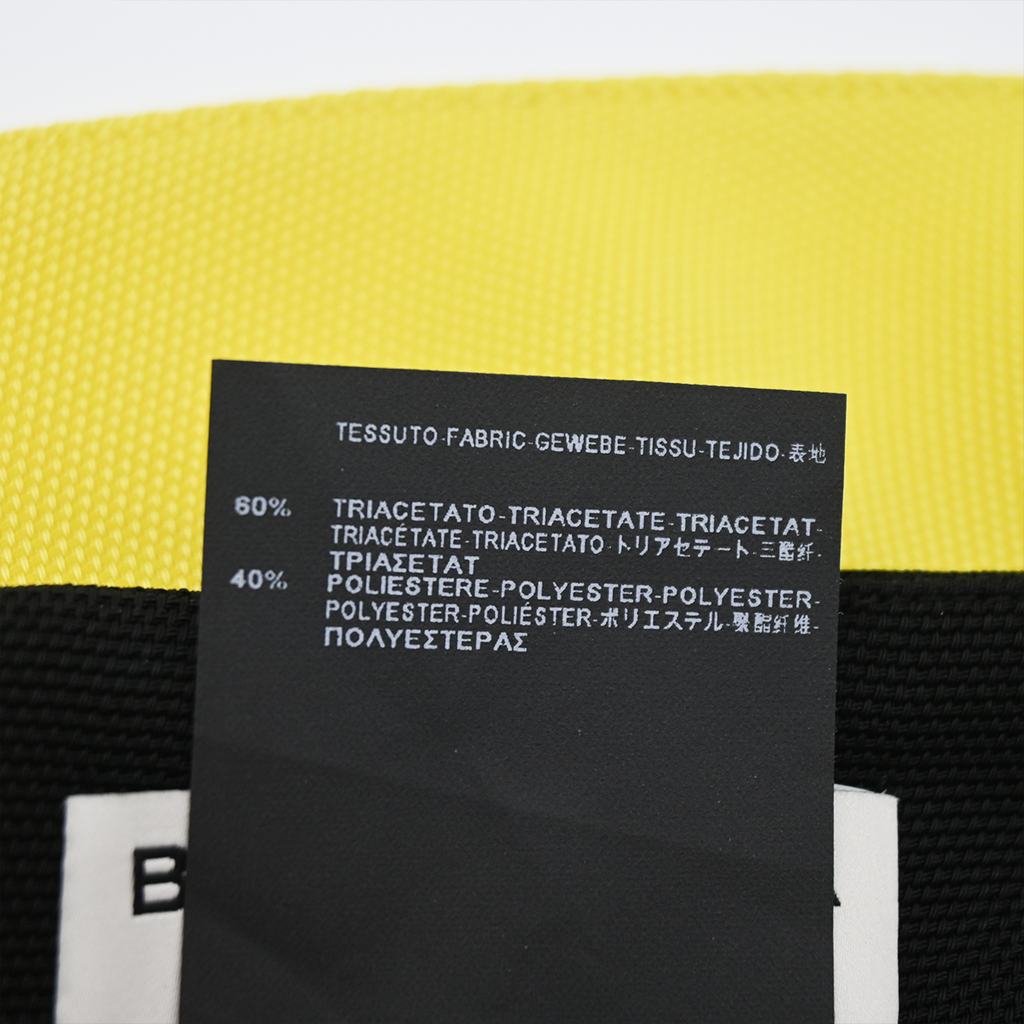 TESSUTO-FABRIC-GEWEBE-TISSU-TEJIDO-表地
60% TRIACETATO-TRIACETATE-TRIACETAT-
TRIACÉTATE-TRIACETATO-トリアセテート-三酯纤-
ΤΡΙΑΣΕΤΑΤ
40% POLIESTERE-POLYESTER-POLYESTER-
POLYESTER-POLIÉSTER-ポリエステル-聚酯纤维-
ΠΟΛΥΕΣΤΕΡΑΣ
B